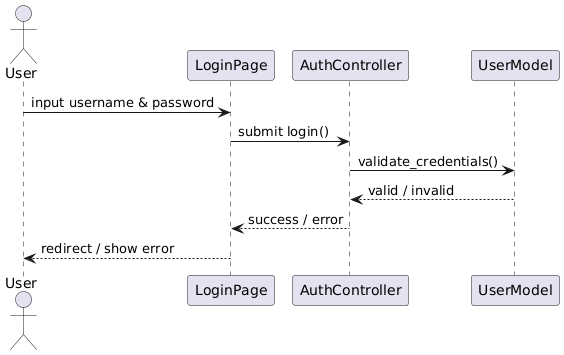 User
LoginPage
AuthController
UserModel
input username & password
submit login()
validate_credentials()
valid / invalid
success / error
redirect / show error
User
LoginPage
AuthController
UserModel